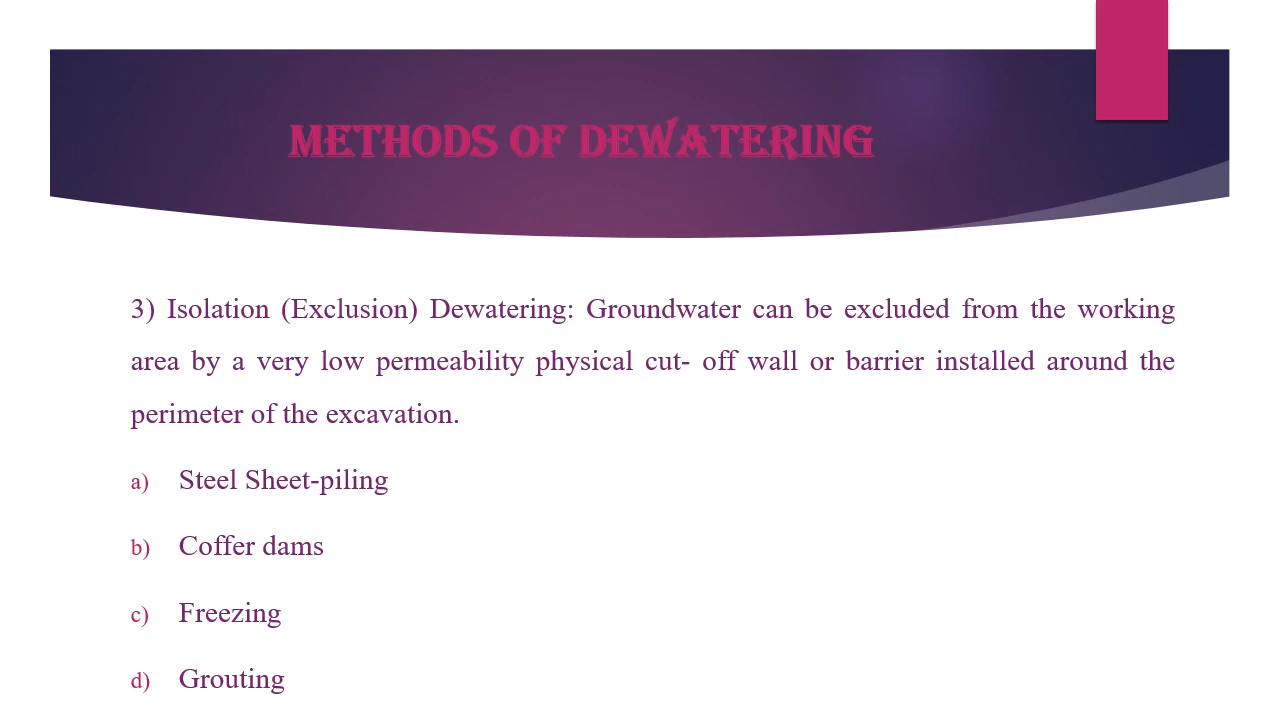 METHODS OF DEWATERING
3) Isolation (Exclusion) Dewatering: Groundwater can be excluded from the working
area by a very low permeability physical cut- off wall or barrier installed around the
perimeter of the excavation.
a) Steel Sheet-piling
b) Coffer dams
c) Freezing
d) Grouting